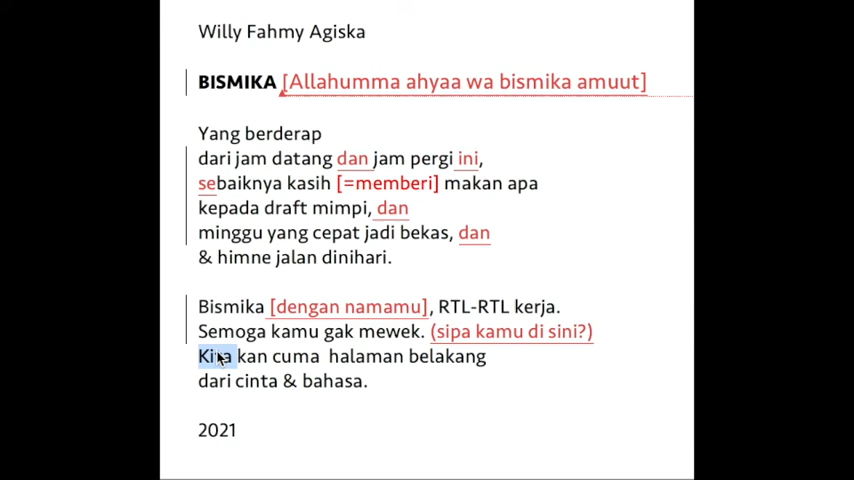 Willy Fahmy Agiska
BISMIKA [Allahumma ahyaa wa bismika amuut]
Yang berderap
dari jam datang dan jam pergi ini,
sebaiknya kasih [=memberi] makan apa
kepada draft mimpi, dan
minggu yang cepat jadi bekas, dan
& himne jalan dinihari.
Bismika [dengan namamu], RTL-RTL kerja.
Semoga kamu gak mewek. (sipa kamu di sini?)
Kita kan cuma halaman belakang
dari cinta & bahasa.
2021